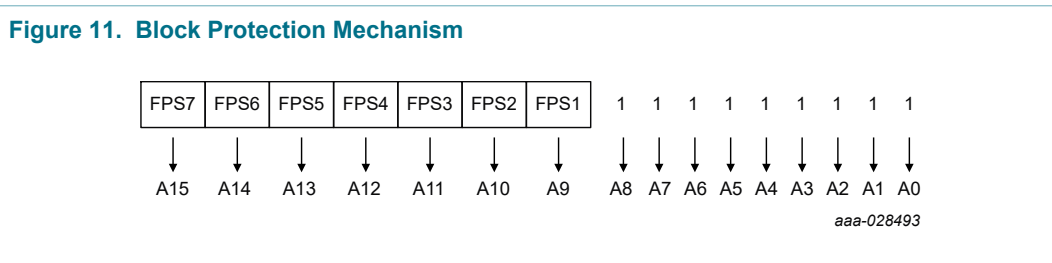 Figure 11. Block Protection Mechanism
FPS7 FPS6 FPS5 FPS4 FPS3 FPS2 FPS1 1 1 1 1 1 1 1 1 1
A15 A14 A13 A12 A11 A10 A9 A8 A7 A6 A5 A4 A3 A2 A1 A0
aaa-028493